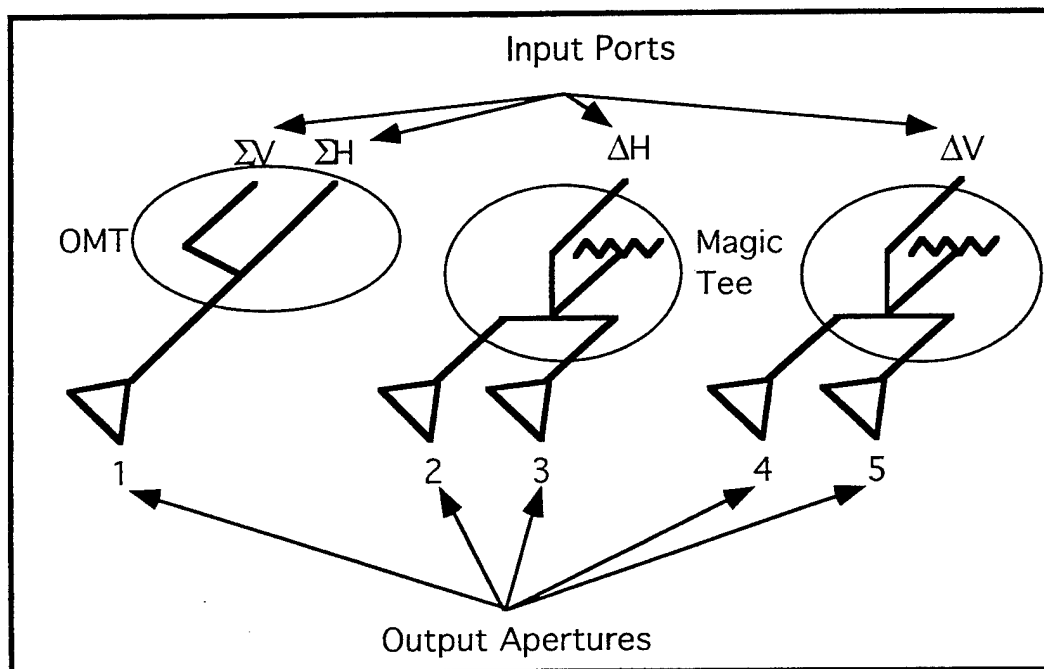 Input Ports
ΣV ΣH ΔH ΔV
OMT
Magic
Tee
1 2 3 4 5
Output Apertures